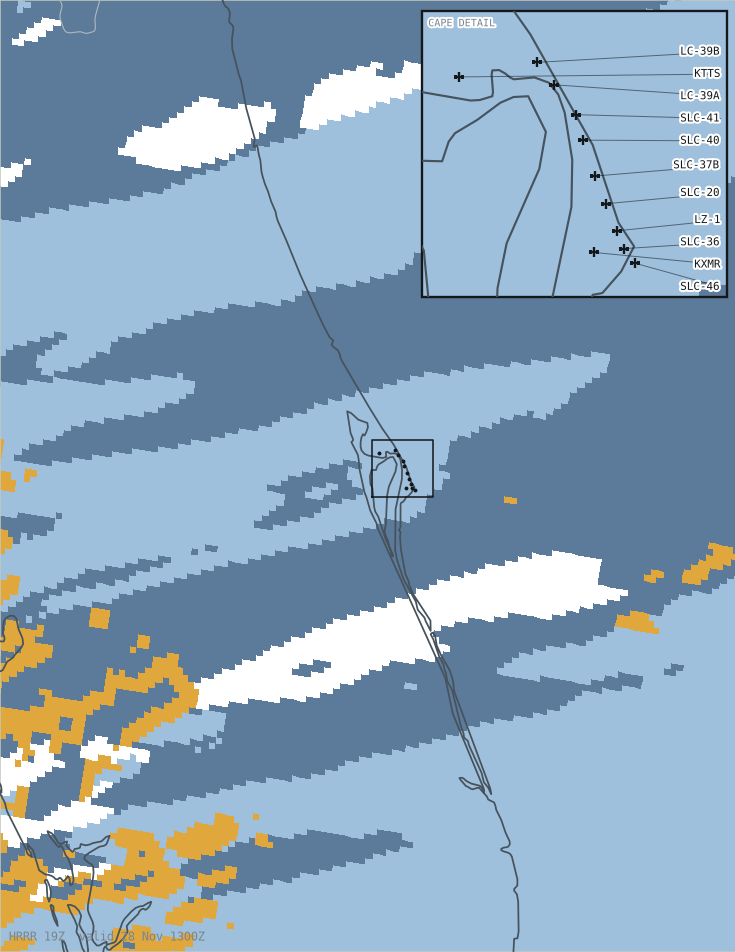 CAPE DETAIL
LC-39B
KTTS
LC-39A
SLC-41
SLC-40
SLC-37B
SLC-20
LZ-1
SLC-36
KXMR
SLC-46
HRRR 19Z valid 28 Nov 1300Z